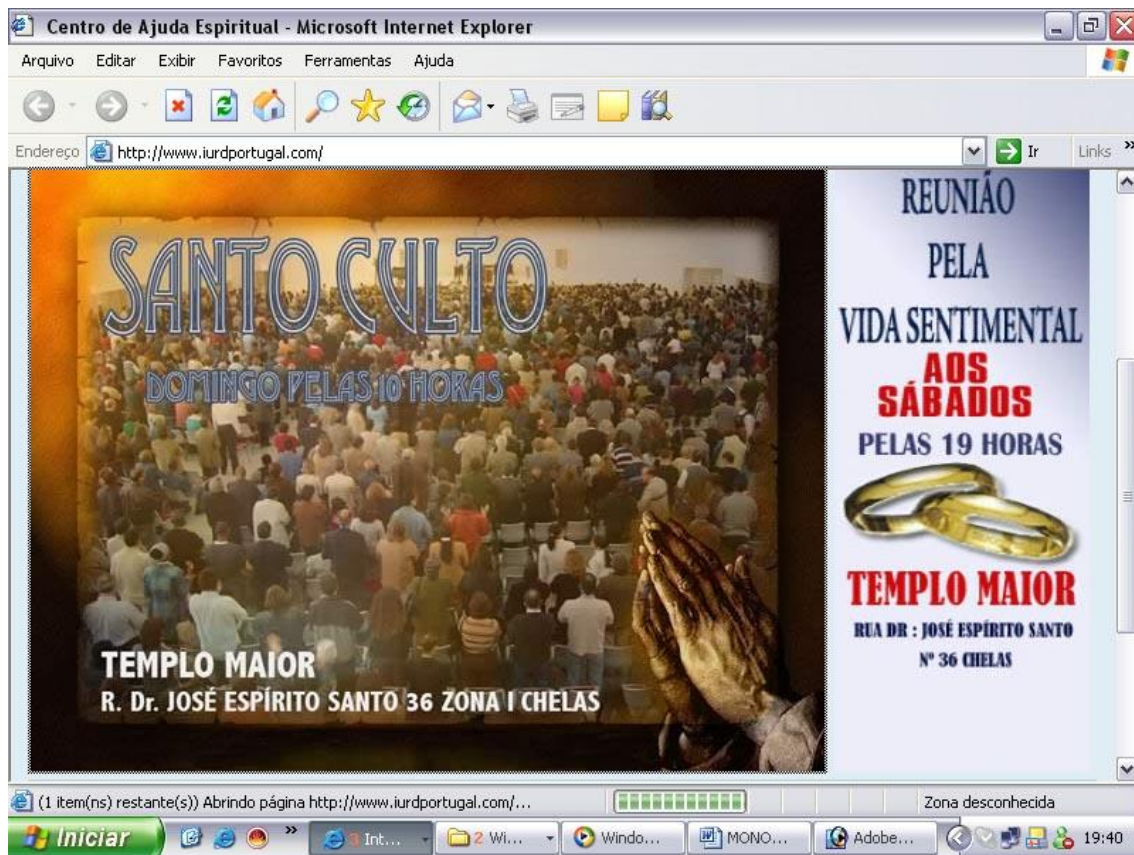 Centro de Ajuda Espiritual - Microsoft Internet Explorer
Arquivo Editar Exibir Favoritos Ferramentas Ajuda
Endereço http://www.iurdportugal.com/ Ir Links »
SANTO CULTO
DOMINGO PELAS 10 HORAS
TEMPLO MAIOR
R. Dr. JOSÉ ESPÍRITO SANTO 36 ZONA I CHELAS
REUNIÃO
PELA
VIDA SENTIMENTAL
AOS
SÁBADOS
PELAS 19 HORAS
TEMPLO MAIOR
RUA DR : JOSÉ ESPÍRITO SANTO
Nº 36 CHELAS
(1 item(ns) restante(s)) Abrindo página http://www.iurdportugal.com/... Zona desconhecida
Iniciar » 3 Int... 2 Wi... Windo... MONO... Adobe... 19:40